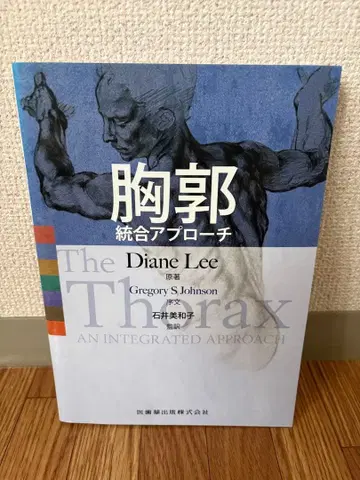 胸郭
統合アプローチ
The
Diane Lee
原著
Thorax
Gregory S. Johnson
序文
AN INTEGRATED APPROACH
石井美和子
監訳
医歯薬出版株式会社